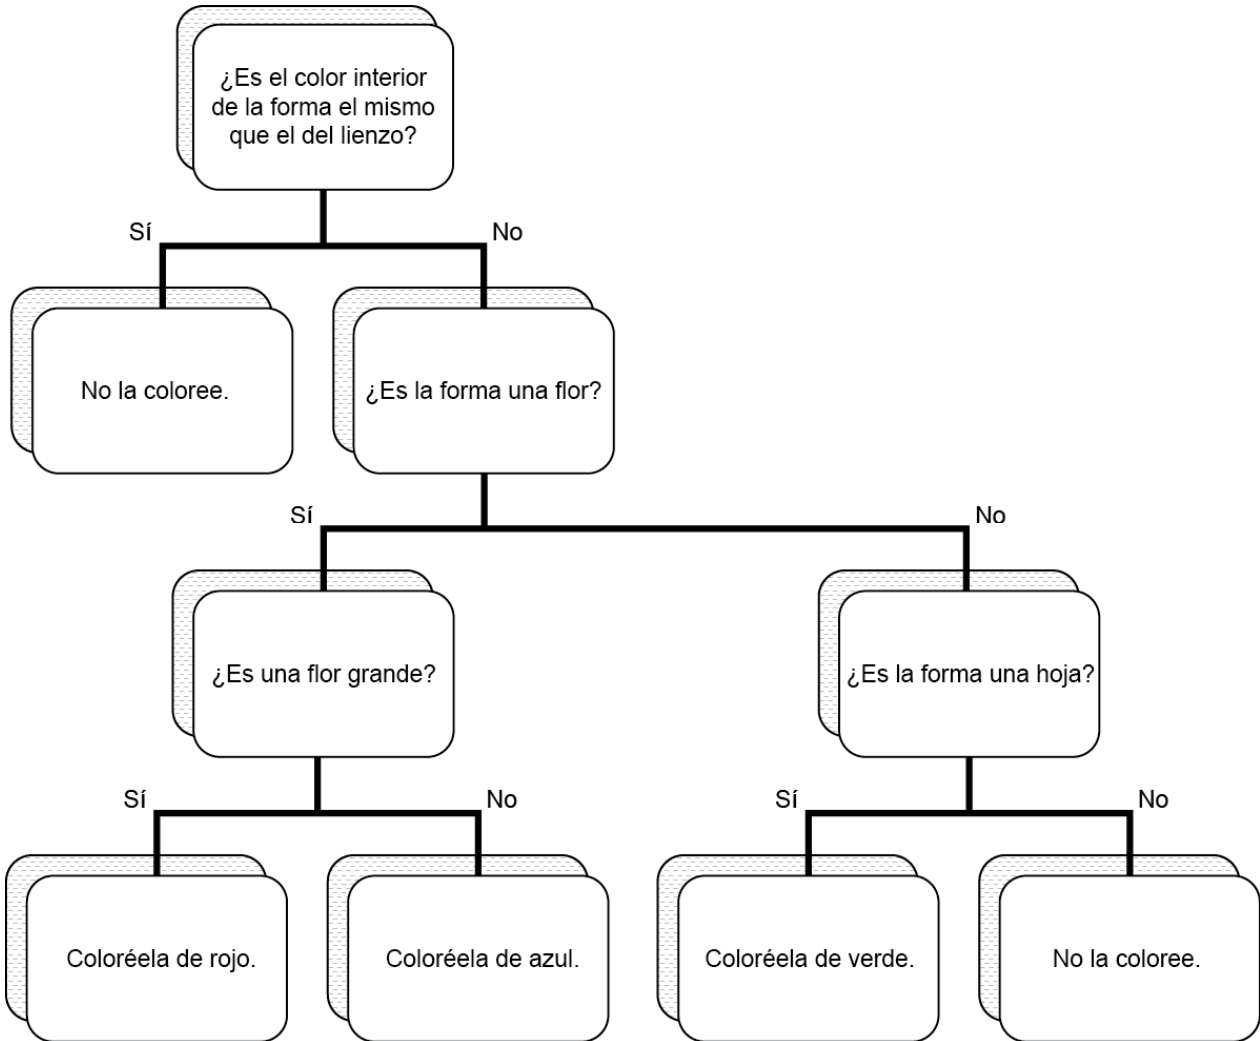 ¿Es el color interior
de la forma el mismo
que el del lienzo?
Sí
No
No la coloree.
¿Es la forma una flor?
Sí
No
¿Es una flor grande?
¿Es la forma una hoja?
Sí
No
Sí
No
Coloréela de rojo.
Coloréela de azul.
Coloréela de verde.
No la coloree.